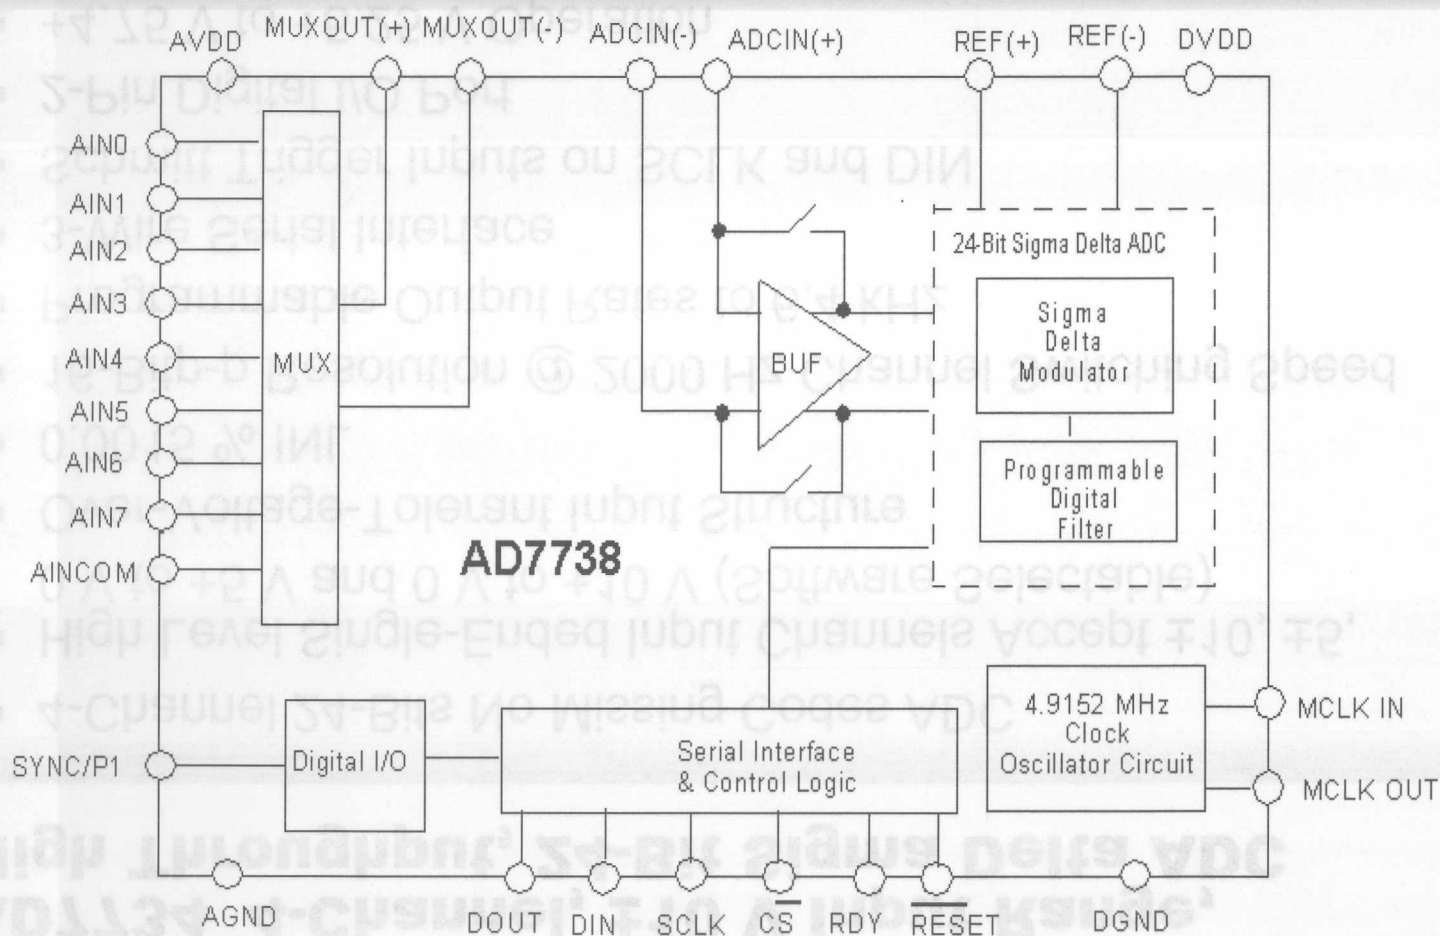 AVDD
MUXOUT(+)
MUXOUT(-)
ADCIN(-)
ADCIN(+)
REF(+)
REF(-)
DVDD
AIN0
AIN1
AIN2
AIN3
AIN4
AIN5
AIN6
AIN7
AINCOM
MUX
BUF
24-Bit Sigma Delta ADC
Sigma
Delta
Modulator
Programmable
Digital
Filter
AD7738
SYNC/P1
Digital I/O
Serial Interface
& Control Logic
4.9152 MHz
Clock
Oscillator Circuit
MCLK IN
MCLK OUT
AGND
DOUT
DIN
SCLK
CS
RDY
RESET
DGND